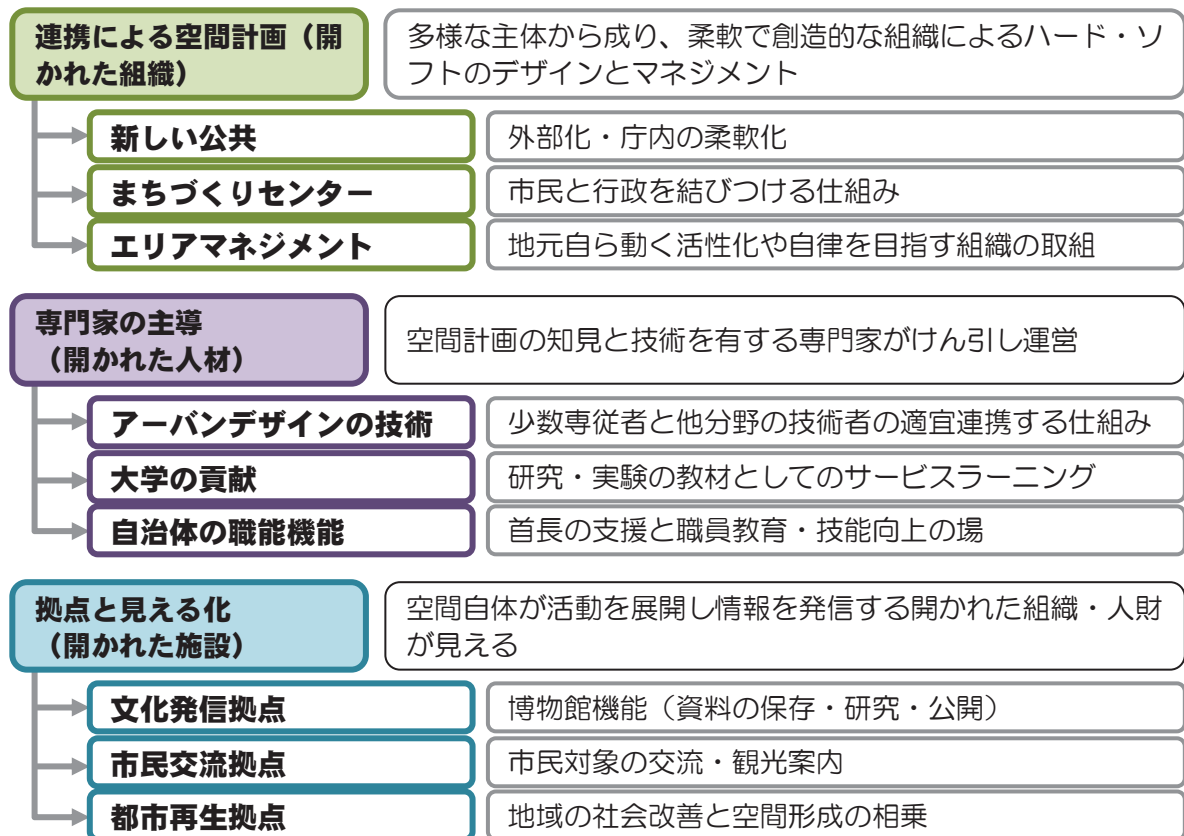 連携による空間計画（開
かれた組織）
多様な主体から成り、柔軟で創造的な組織によるハード・ソ
フトのデザインとマネジメント
新しい公共
外部化・庁内の柔軟化
まちづくりセンター
市民と行政を結びつける仕組み
エリアマネジメント
地元自ら動く活性化や自律を目指す組織の取組
専門家の主導
（開かれた人材）
空間計画の知見と技術を有する専門家がけん引し運営
アーバンデザインの技術
少数専従者と他分野の技術者の適宜連携する仕組み
大学の貢献
研究・実験の教材としてのサービスラーニング
自治体の職能機能
首長の支援と職員教育・技能向上の場
拠点と見える化
（開かれた施設）
空間自体が活動を展開し情報を発信する開かれた組織・人財
が見える
文化発信拠点
博物館機能（資料の保存・研究・公開）
市民交流拠点
市民対象の交流・観光案内
都市再生拠点
地域の社会改善と空間形成の相乗